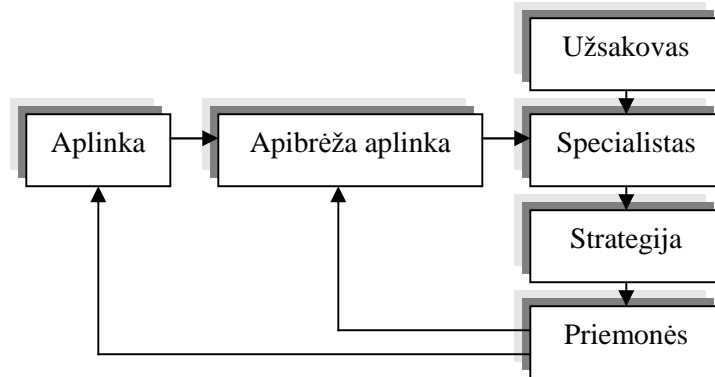 Užsakovas
Aplinka
Apibrėža aplinka
Specialistas
Strategija
Priemonės